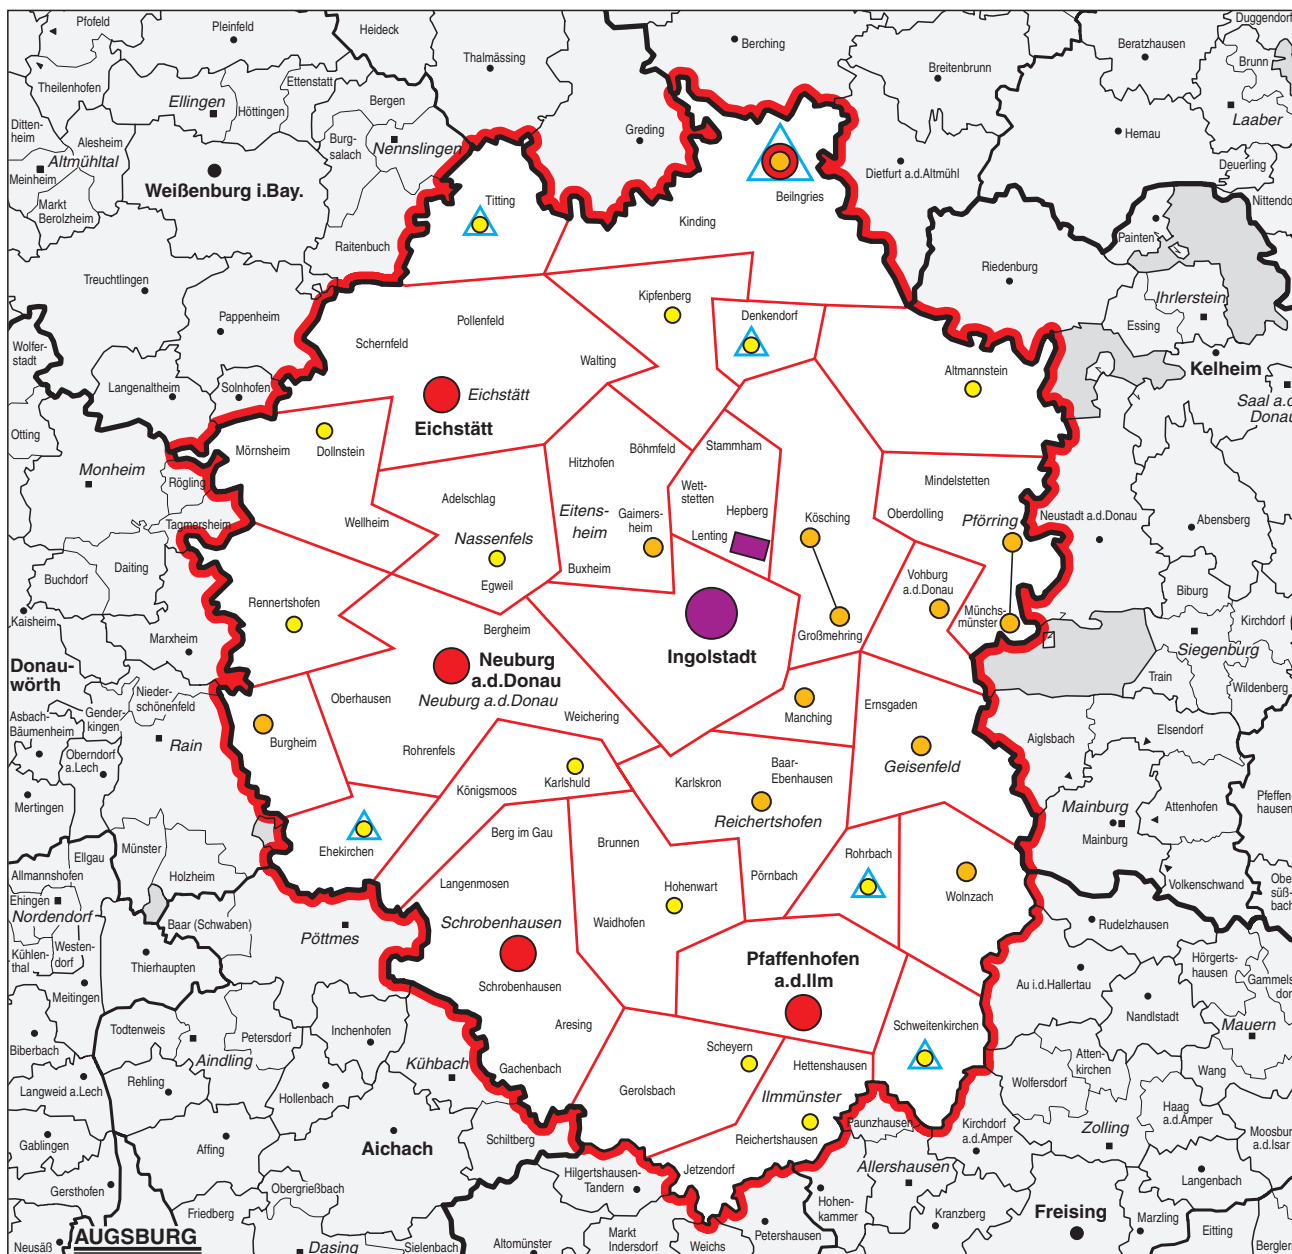 Pfofeld
Pleinfeld
Heideck
Thalmässing
Berching
Breitenbrunn
Beratzhausen
Duggendorf
Brunn
Laaber
Theilenhofen
Ellingen
Höttingen
Ettenstatt
Bergen
Nennslingen
Burg-
salach
Greding
Hemau
Deuerling
Ditten-
heim
Alesheim
Altmühltal
Meinheim
Markt
Berolzheim
Weißenburg i.Bay.
Dietfurt a.d.Altmühl
Beilngries
Titting
Kinding
Raitenbuch
Nittendo
Painten
Riedenburg
Treuchtlingen
Pappenheim
Kipfenberg
Denkendorf
Ihrlerstein
Essing
Kelheim
Pollenfeld
Schernfeld
Walting
Wolfer-
stadt
Langenaltheim
Solnhofen
Eichstätt
Eichstätt
Altmannstein
Saal a.d.
Donau
Otting
Mörnsheim
Dollnstein
Monheim
Rögling
Tagmersheim
Hitzhofen
Böhmfeld
Stammham
Adelschlag
Wellheim
Nassenfels
Egweil
Eitens-
heim
Gaimers-
heim
Buxheim
Wett-
stetten
Hepberg
Lenting
Kösching
Mindelstetten
Oberdolling
Pförring
Neustadt a.d.Donau
Abensberg
Buchdorf
Daiting
Kaisheim
Marxheim
Rennertshofen
Bergheim
Vohburg
a.d.Donau
Münchs-
münster
Großmehring
Biburg
Kirchdorf
Siegenburg
Train
Wildenberg
Ingolstadt
Donau-
wörth
Neuburg
a.d.Donau
Neuburg a.d.Donau
Oberhausen
Weichering
Rohrenfels
Burgheim
Nieder-
schönenfeld
Gender-
kingen
Asbach-
Bäumenheim
Oberndorf
a.Lech
Rain
Mertingen
Manching
Ernsgaden
Geisenfeld
Aiglsbach
Elsendorf
Mainburg
Mainburg
Attenhofen
Pfeffen-
hausen
Volkenschwand
Karlshuld
Königsmoos
Karlskron
Baar-
Ebenhausen
Reichertshofen
Ehekirchen
Berg im Gau
Brunnen
Langenmosen
Hohenwart
Pörnbach
Rohrbach
Wolnzach
Waidhofen
Schrobenhausen
Schrobenhausen
Ellgau
Allmannshofen
Ehingen
Nordendorf
Münster
Holzheim
Baar (Schwaben)
Pöttmes
Kühlen-
thal
Westen-
dorf
Thierhaupten
Meitingen
Rudelzhausen
Hörgerts-
hausen
Gammels
dor
Au i.d.Hallertau
Nandlstadt
Mauern
Pfaffenhofen
a.d.Ilm
Schweitenkirchen
Aresing
Gachenbach
Scheyern
Hettenshausen
Gerolsbach
Ilmmünster
Reichertshausen
Jetzendorf
Todtenweis
Aindling
Petersdorf
Inchenhofen
Biberbach
Langweid a.Lech
Rehling
Hollenbach
Kühbach
Gablingen
Affing
Aichach
Schiltberg
Gersthofen
Obergrießbach
Friedberg
AUGSBURG
Neusäß
Dasing
Sielenbach
Altomünster
Hilgertshausen-
Tandern
Markt
Indersdorf
Weichs
Petershausen
Hohen-
kammer
Paunzhausen
Allershausen
Kirchdorf
a.d.Amper
Kranzberg
Freising
Wolfersdorf
Atten-
kirchen
Zolling
Haag
a.d.Amper
Wang
Moosbur
a.d.Isar
Langenbach
Marzling
Eitting
Bergler
Obe
süß-
bach